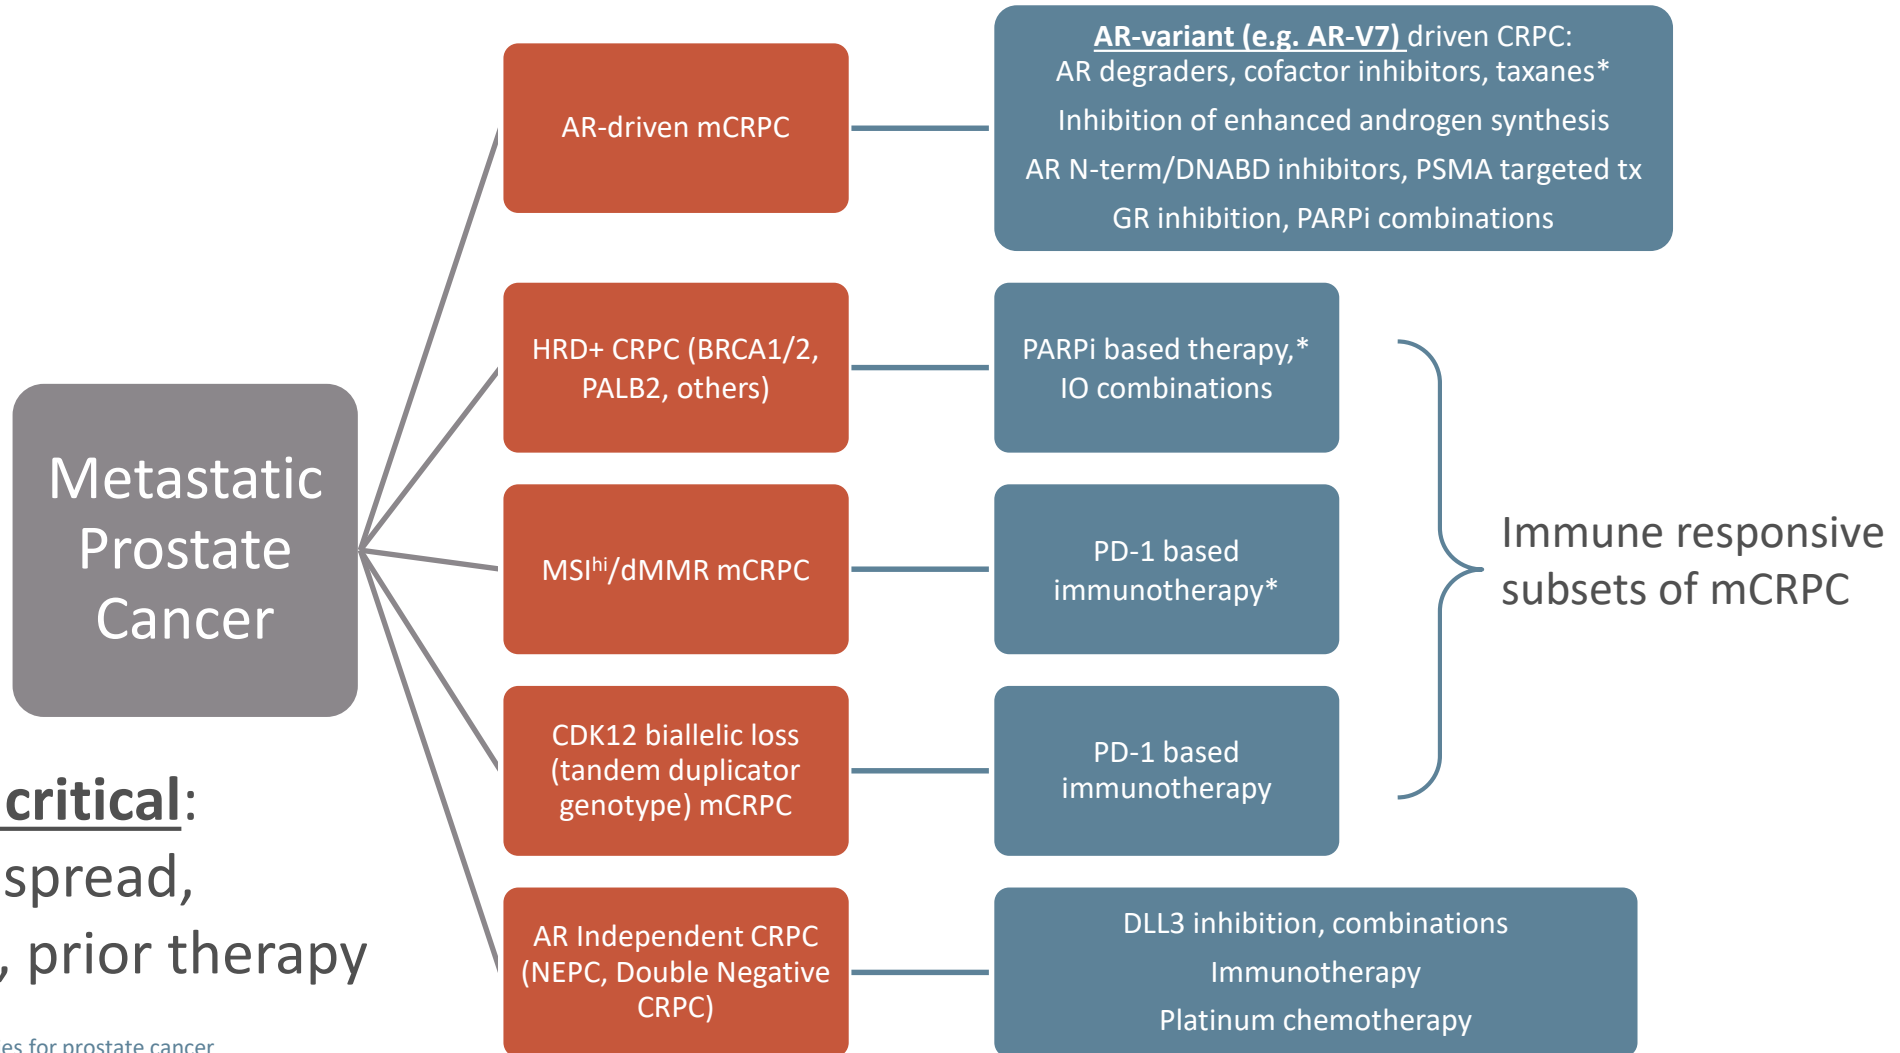 Metastatic
Prostate
Cancer
AR-driven mCRPC
AR-variant (e.g. AR-V7) driven CRPC:
AR degraders, cofactor inhibitors, taxanes*
Inhibition of enhanced androgen synthesis
AR N-term/DNABD inhibitors, PSMA targeted tx
GR inhibition, PARPi combinations
HRD+ CRPC (BRCA1/2,
PALB2, others)
PARPi based therapy,*
IO combinations
MSIhi/dMMR mCRPC
PD-1 based
immunotherapy*
CDK12 biallelic loss
(tandem duplicator
genotype) mCRPC
PD-1 based
immunotherapy
Immune responsive
subsets of mCRPC
AR Independent CRPC
(NEPC, Double Negative
CRPC)
DLL3 inhibition, combinations
Immunotherapy
Platinum chemotherapy
critical:
spread,
, prior therapy
es for prostate cancer